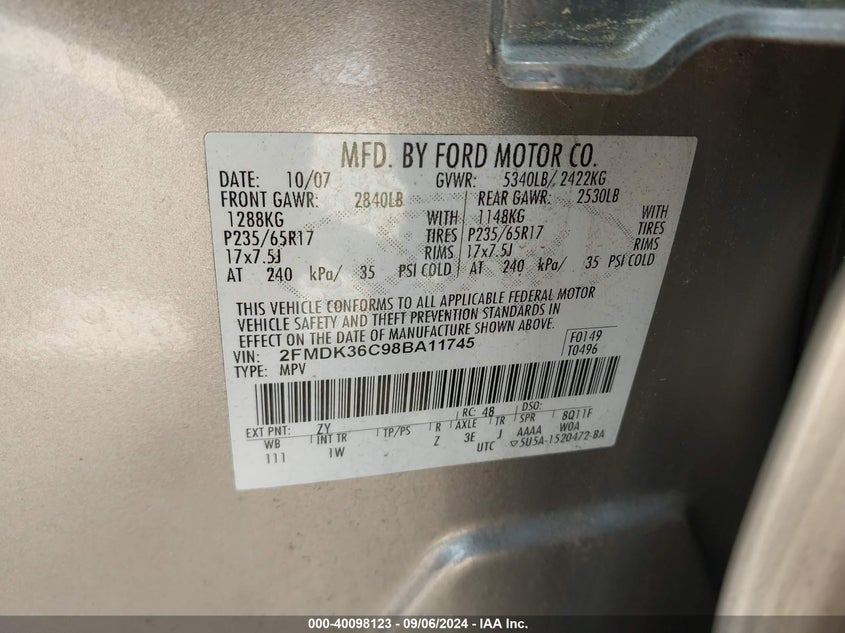 MFD. BY FORD MOTOR CO.
DATE: 10/07 GVWR: 5340LB/ 2422KG
FRONT GAWR: 2840LB REAR GAWR: 2530LB
1288KG WITH 1148KG WITH
P235/65R17 TIRES P235/65R17 TIRES
17x7.5J RIMS 17x7.5J RIMS
AT 240 kPa/ 35 PSI COLD AT 240 kPa/ 35 PSI COLD
THIS VEHICLE CONFORMS TO ALL APPLICABLE FEDERAL MOTOR
VEHICLE SAFETY AND THEFT PREVENTION STANDARDS IN
EFFECT ON THE DATE OF MANUFACTURE SHOWN ABOVE.
VIN: 2FMDK36C98BA11745 F0149
TYPE: MPV T0496
EXT PNT: ZY RC: 48 DSO:
WB INT TR TP/PS R AXLE TR SPR 8Q11F
111 IW Z 3E J AAAA W0A
UTC 5U5A-1520472-BA
000-40098123 - 09/06/2024 - IAA Inc.